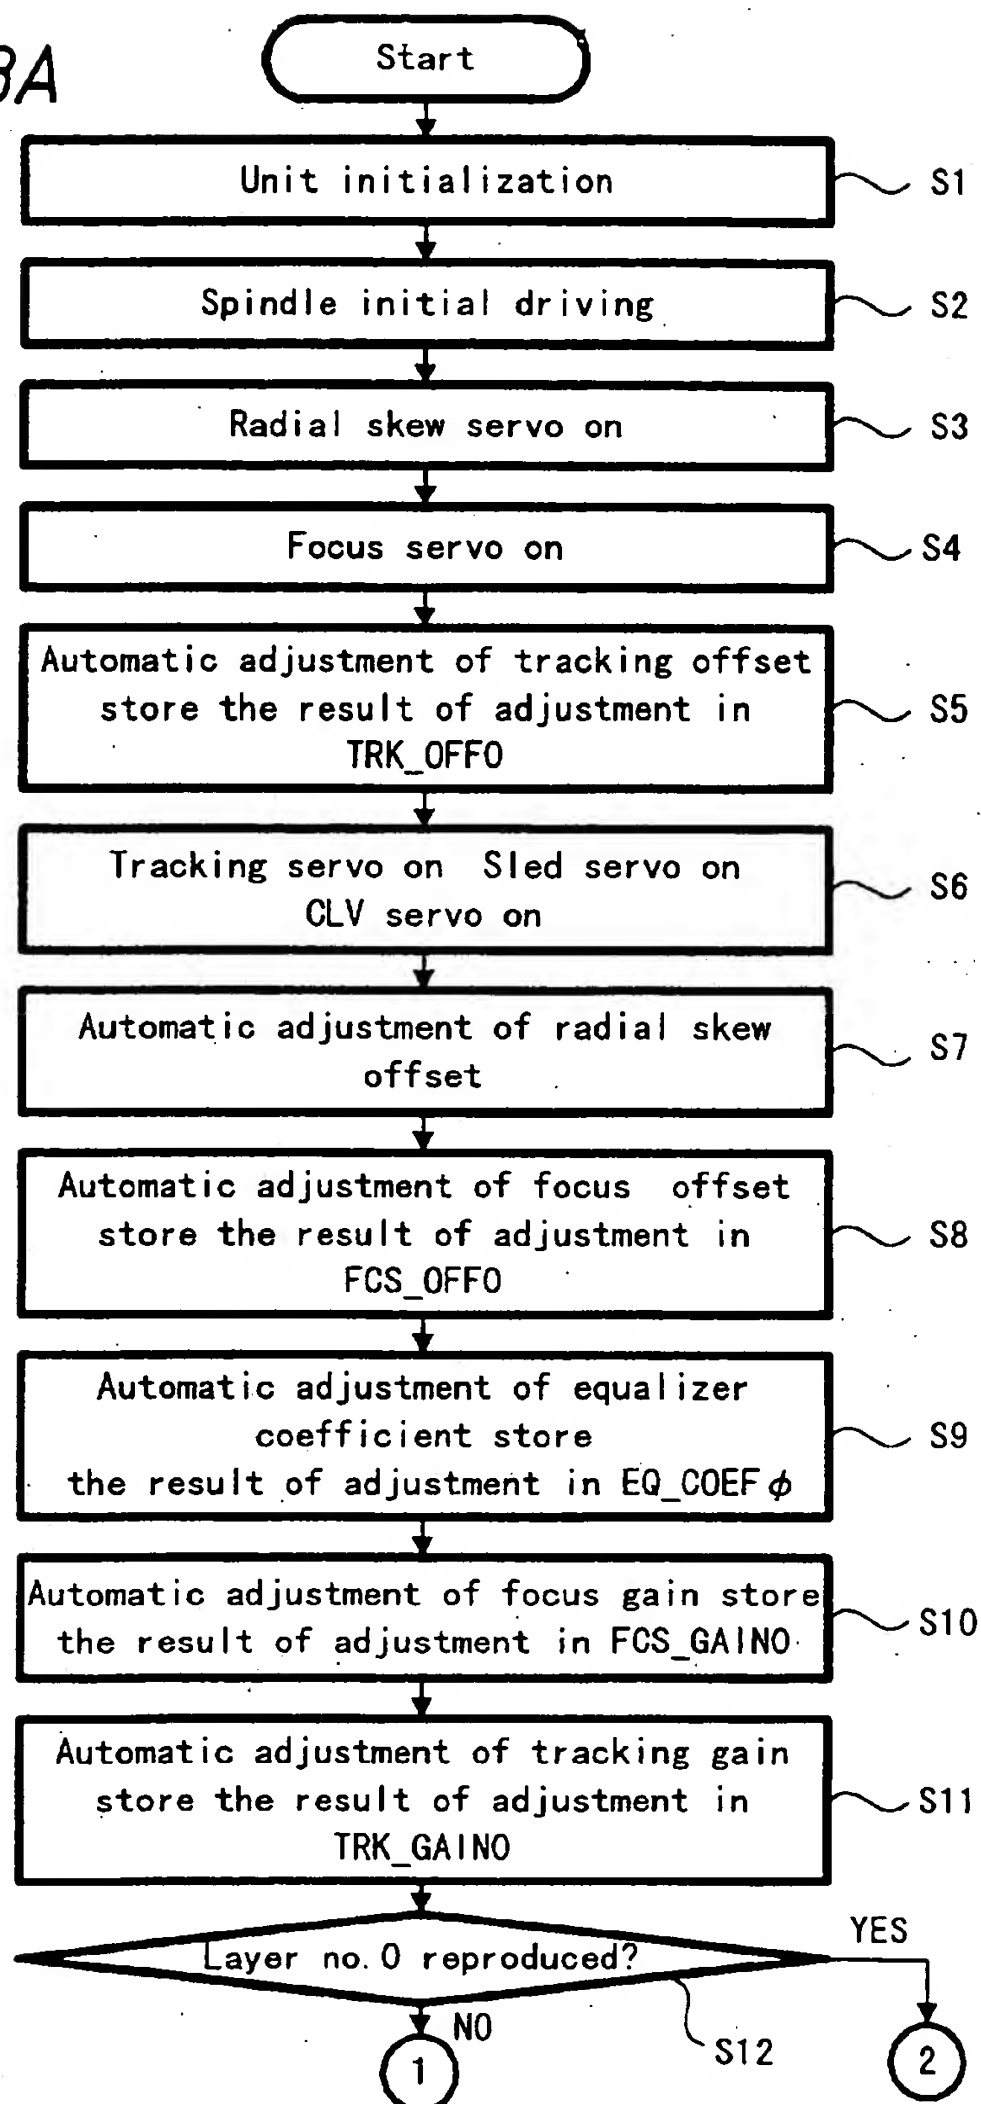 8A
Start
Unit initialization
S1
Spindle initial driving
S2
Radial skew servo on
S3
Focus servo on
S4
Automatic adjustment of tracking offset
store the result of adjustment in
TRK_OFF0
S5
Tracking servo on Sled servo on
CLV servo on
S6
Automatic adjustment of radial skew
offset
S7
Automatic adjustment of focus offset
store the result of adjustment in
FCS_OFF0
S8
Automatic adjustment of equalizer
coefficient store
the result of adjustment in EQ_COEFφ
S9
Automatic adjustment of focus gain store
the result of adjustment in FCS_GAIN0
S10
Automatic adjustment of tracking gain
store the result of adjustment in
TRK_GAIN0
S11
Layer no.0 reproduced?
YES
NO
S12
1
2